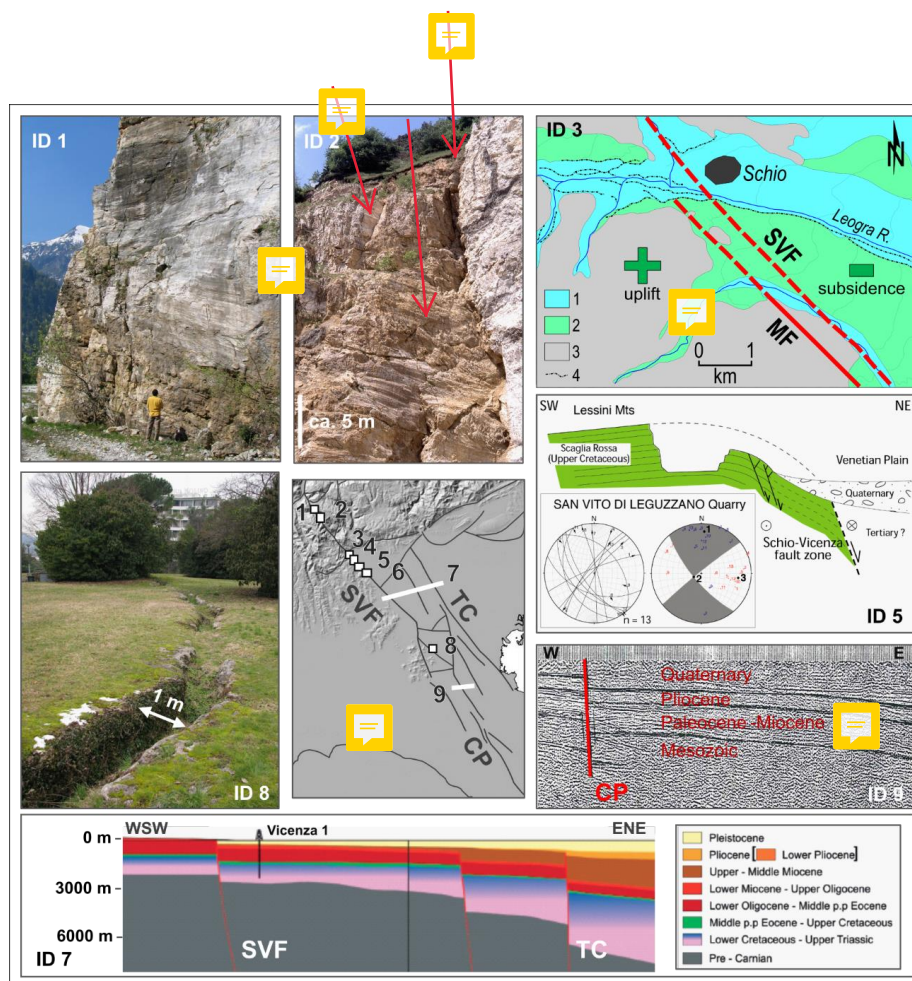 ID 1
ID 2
ca. 5 m
ID 3
N
Schio
Leogra R.
SVF
MF
uplift
subsidence
1
2
3
4
0 1
km
SW
NE
Lessini Mts
Scaglia Rossa
(Upper Cretaceous)
Venetian Plain
Quaternary
Tertiary ?
Schio-Vicenza
fault zone
SAN VITO DI LEGUZZANO Quarry
N
N
1
2
3
n = 13
ID 5
1 m
ID 8
1
2
3
4
5
6
7
8
9
SVF
TC
CP
W
E
Quaternary
Pliocene
Paleocene -Miocene
Mesozoic
CP
ID 9
WSW
Vicenza 1
ENE
0 m
3000 m
6000 m
SVF
TC
ID 7
Pleistocene
Pliocene [ Lower Pliocene]
Upper - Middle Miocene
Lower Miocene - Upper Oligocene
Lower Oligocene - Middle p.p Eocene
Middle p.p Eocene - Upper Cretaceous
Lower Cretaceous - Upper Triassic
Pre - Carnian